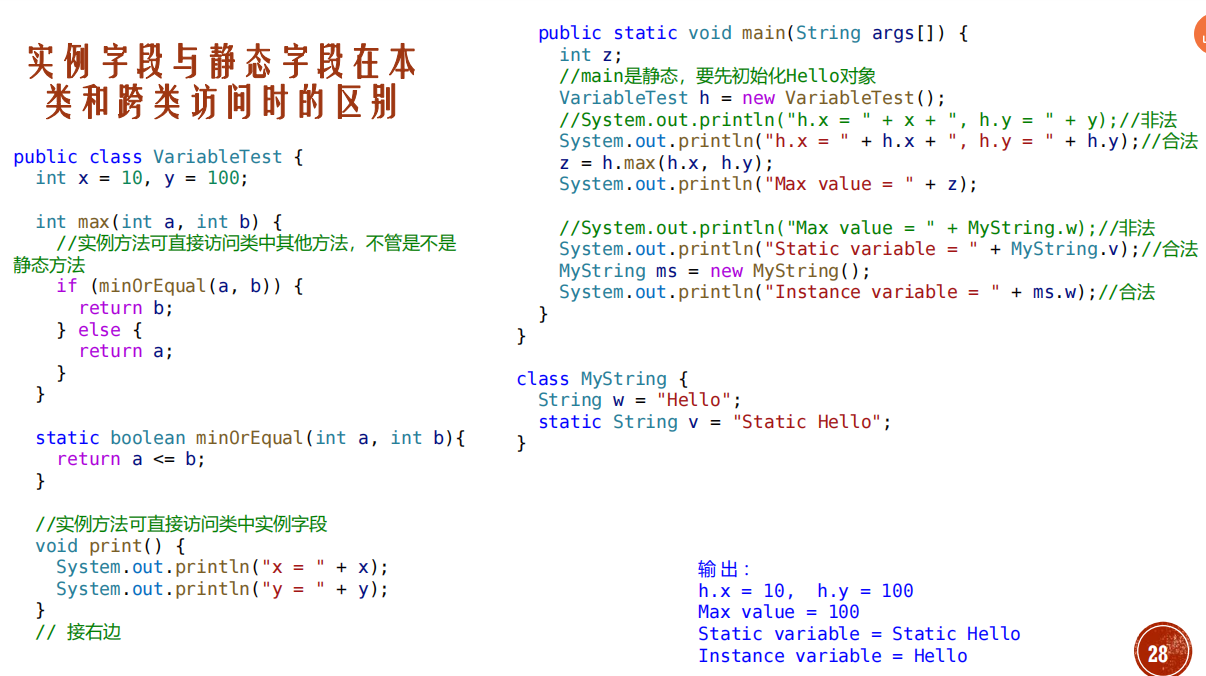 实例字段与静态字段在本
类和跨类访问时的区别
public class VariableTest {
  int x = 10, y = 100;

  int max(int a, int b) {
    //实例方法可直接访问类中其他方法，不管是不是
静态方法
    if (minOrEqual(a, b)) {
      return b;
    } else {
      return a;
    }
  }

  static boolean minOrEqual(int a, int b){
    return a <= b;
  }

  //实例方法可直接访问类中实例字段
  void print() {
    System.out.println("x = " + x);
    System.out.println("y = " + y);
  }
  // 接右边
  public static void main(String args[]) {
    int z;
    //main是静态，要先初始化Hello对象
    VariableTest h = new VariableTest();
    //System.out.println("h.x = " + x + ", h.y = " + y);//非法
    System.out.println("h.x = " + h.x + ", h.y = " + h.y);//合法
    z = h.max(h.x, h.y);
    System.out.println("Max value = " + z);

    //System.out.println("Max value = " + MyString.w);//非法
    System.out.println("Static variable = " + MyString.v);//合法
    MyString ms = new MyString();
    System.out.println("Instance variable = " + ms.w);//合法
  }
}

class MyString {
  String w = "Hello";
  static String v = "Static Hello";
}
输出：
h.x = 10,  h.y = 100
Max value = 100
Static variable = Static Hello
Instance variable = Hello
28